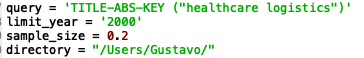 query = 'TITLE-ABS-KEY ("healthcare logistics")'
limit_year = '2000'
sample_size = 0.2
directory = "/Users/Gustavo/"